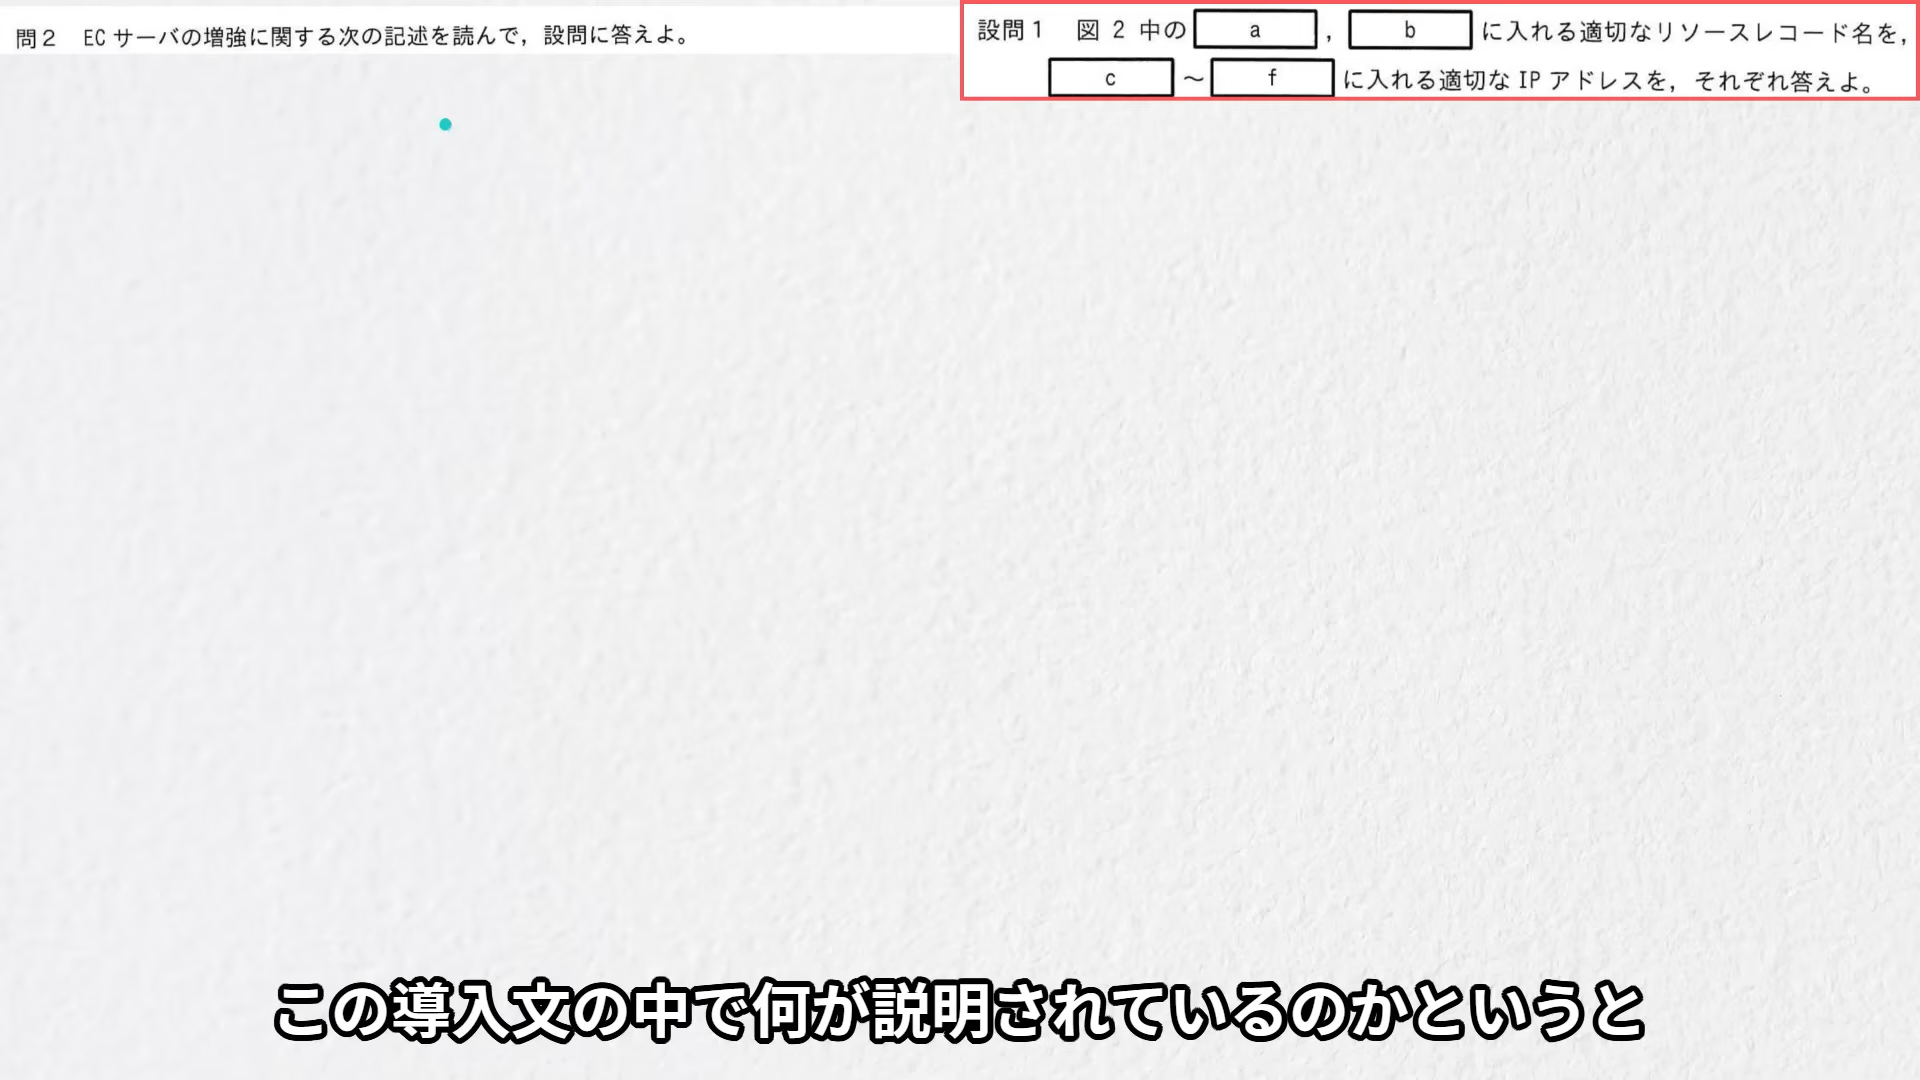 問2 ECサーバの増強に関する次の記述を読んで，設問に答えよ。
設問1 図 2 中の a ， b に入れる適切なリソースレコード名を，
c ～ f に入れる適切な IP アドレスを，それぞれ答えよ。
この導入文の中で何が説明されているのかというと